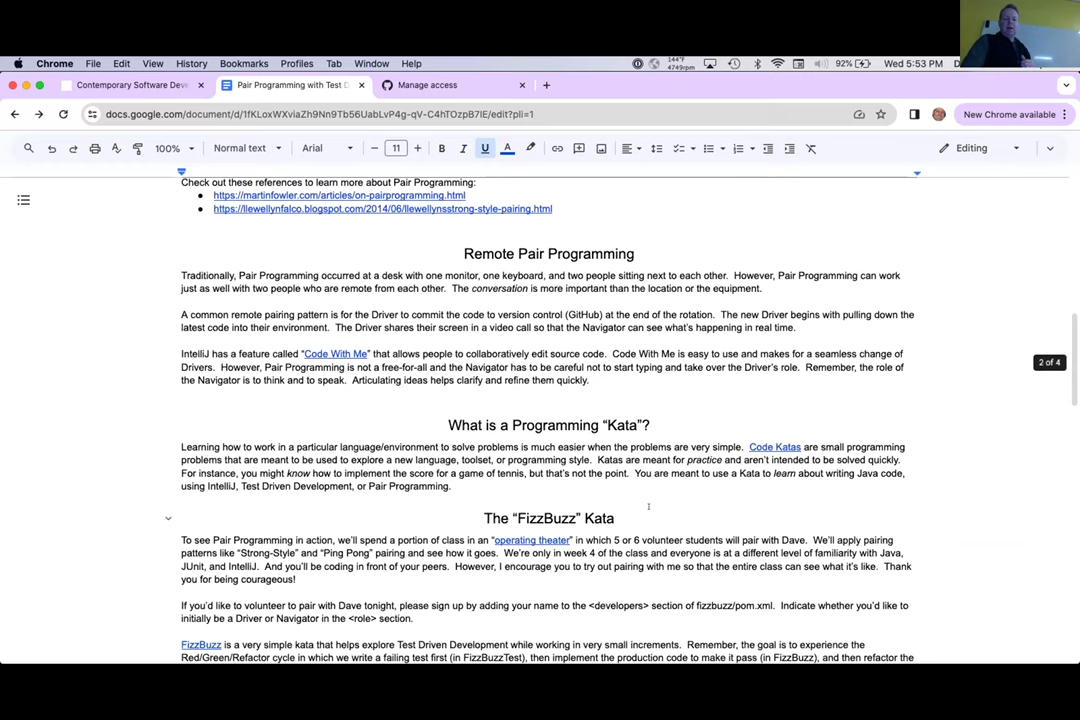 Chrome File Edit View History Bookmarks Profiles Tab Window Help 144°F 4749rpm 92% Wed 5:53 PM
Contemporary Software Deve Pair Programming with Test D Manage access
docs.google.com/document/d/1fKLoxWXviaZh9Nn9Tb56UabLvP4g-qV-C4hTOzpB7lE/edit?pli=1 New Chrome available
100% Normal text Arial 11 B I U A Editing
Check out these references to learn more about Pair Programming:
https://martinfowler.com/articles/on-pairprogramming.html
https://llewellynfalco.blogspot.com/2014/06/llewellynsstrong-style-pairing.html
Remote Pair Programming
Traditionally, Pair Programming occurred at a desk with one monitor, one keyboard, and two people sitting next to each other. However, Pair Programming can work
just as well with two people who are remote from each other. The conversation is more important than the location or the equipment.
A common remote pairing pattern is for the Driver to commit the code to version control (GitHub) at the end of the rotation. The new Driver begins with pulling down the
latest code into their environment. The Driver shares their screen in a video call so that the Navigator can see what's happening in real time.
IntelliJ has a feature called “Code With Me” that allows people to collaboratively edit source code. Code With Me is easy to use and makes for a seamless change of
Drivers. However, Pair Programming is not a free-for-all and the Navigator has to be careful not to start typing and take over the Driver's role. Remember, the role of
the Navigator is to think and to speak. Articulating ideas helps clarify and refine them quickly.
2 of 4
What is a Programming “Kata”?
Learning how to work in a particular language/environment to solve problems is much easier when the problems are very simple. Code Katas are small programming
problems that are meant to be used to explore a new language, toolset, or programming style. Katas are meant for practice and aren't intended to be solved quickly.
For instance, you might know how to implement the score for a game of tennis, but that's not the point. You are meant to use a Kata to learn about writing Java code,
using IntelliJ, Test Driven Development, or Pair Programming.
The “FizzBuzz” Kata
To see Pair Programming in action, we'll spend a portion of class in an “operating theater” in which 5 or 6 volunteer students will pair with Dave. We'll apply pairing
patterns like “Strong-Style” and “Ping Pong” pairing and see how it goes. We're only in week 4 of the class and everyone is at a different level of familiarity with Java,
JUnit, and IntelliJ. And you'll be coding in front of your peers. However, I encourage you to try out pairing with me so that the entire class can see what it's like. Thank
you for being courageous!
If you'd like to volunteer to pair with Dave tonight, please sign up by adding your name to the <developers> section of fizzbuzz/pom.xml. Indicate whether you'd like to
initially be a Driver or Navigator in the <role> section.
FizzBuzz is a very simple kata that helps explore Test Driven Development while working in very small increments. Remember, the goal is to experience the
Red/Green/Refactor cycle in which we write a failing test first (in FizzBuzzTest), then implement the production code to make it pass (in FizzBuzz), and then refactor the